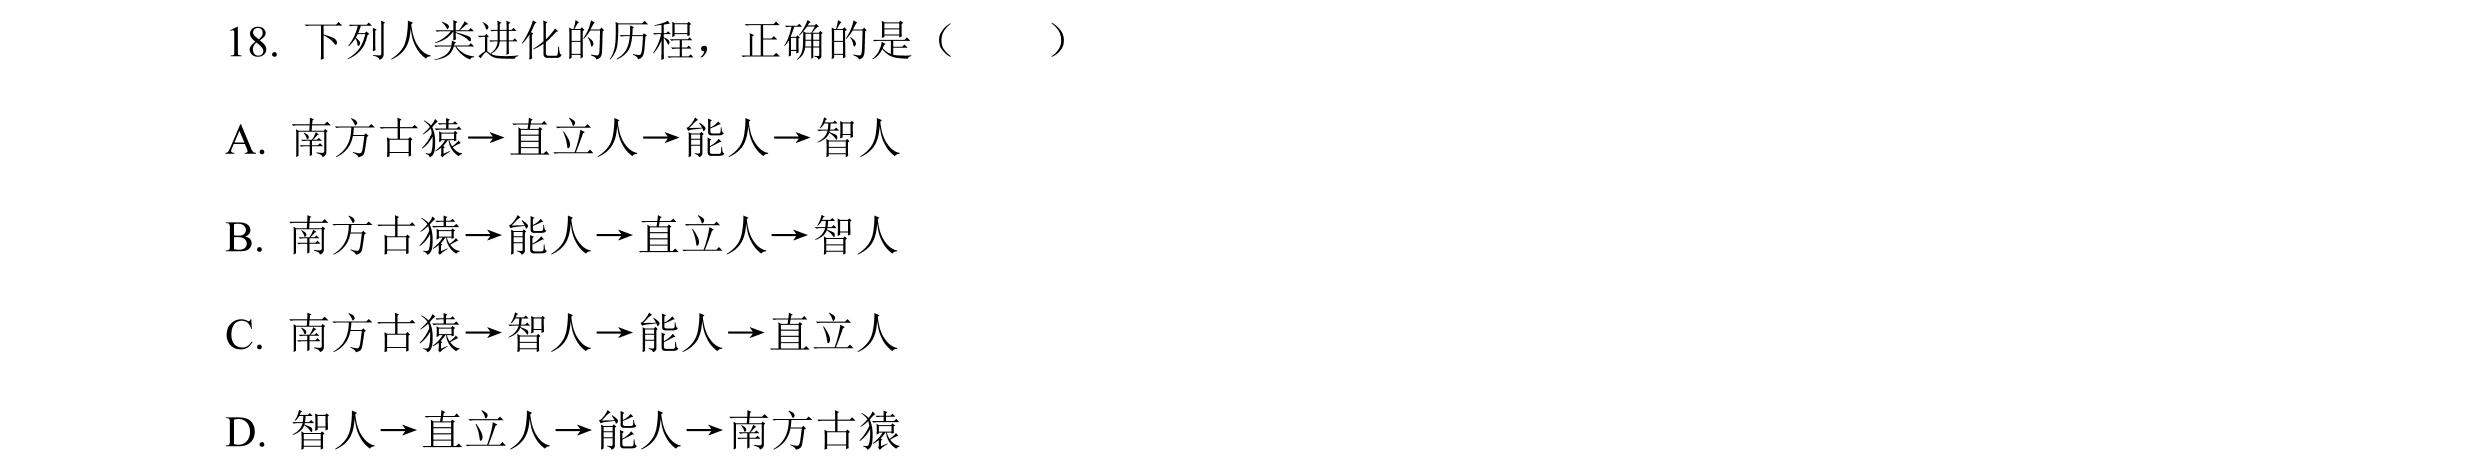 18. 下列人类进化的历程，正确的是（　　）
A. 南方古猿→直立人→能人→智人
B. 南方古猿→能人→直立人→智人
C. 南方古猿→智人→能人→直立人
D. 智人→直立人→能人→南方古猿